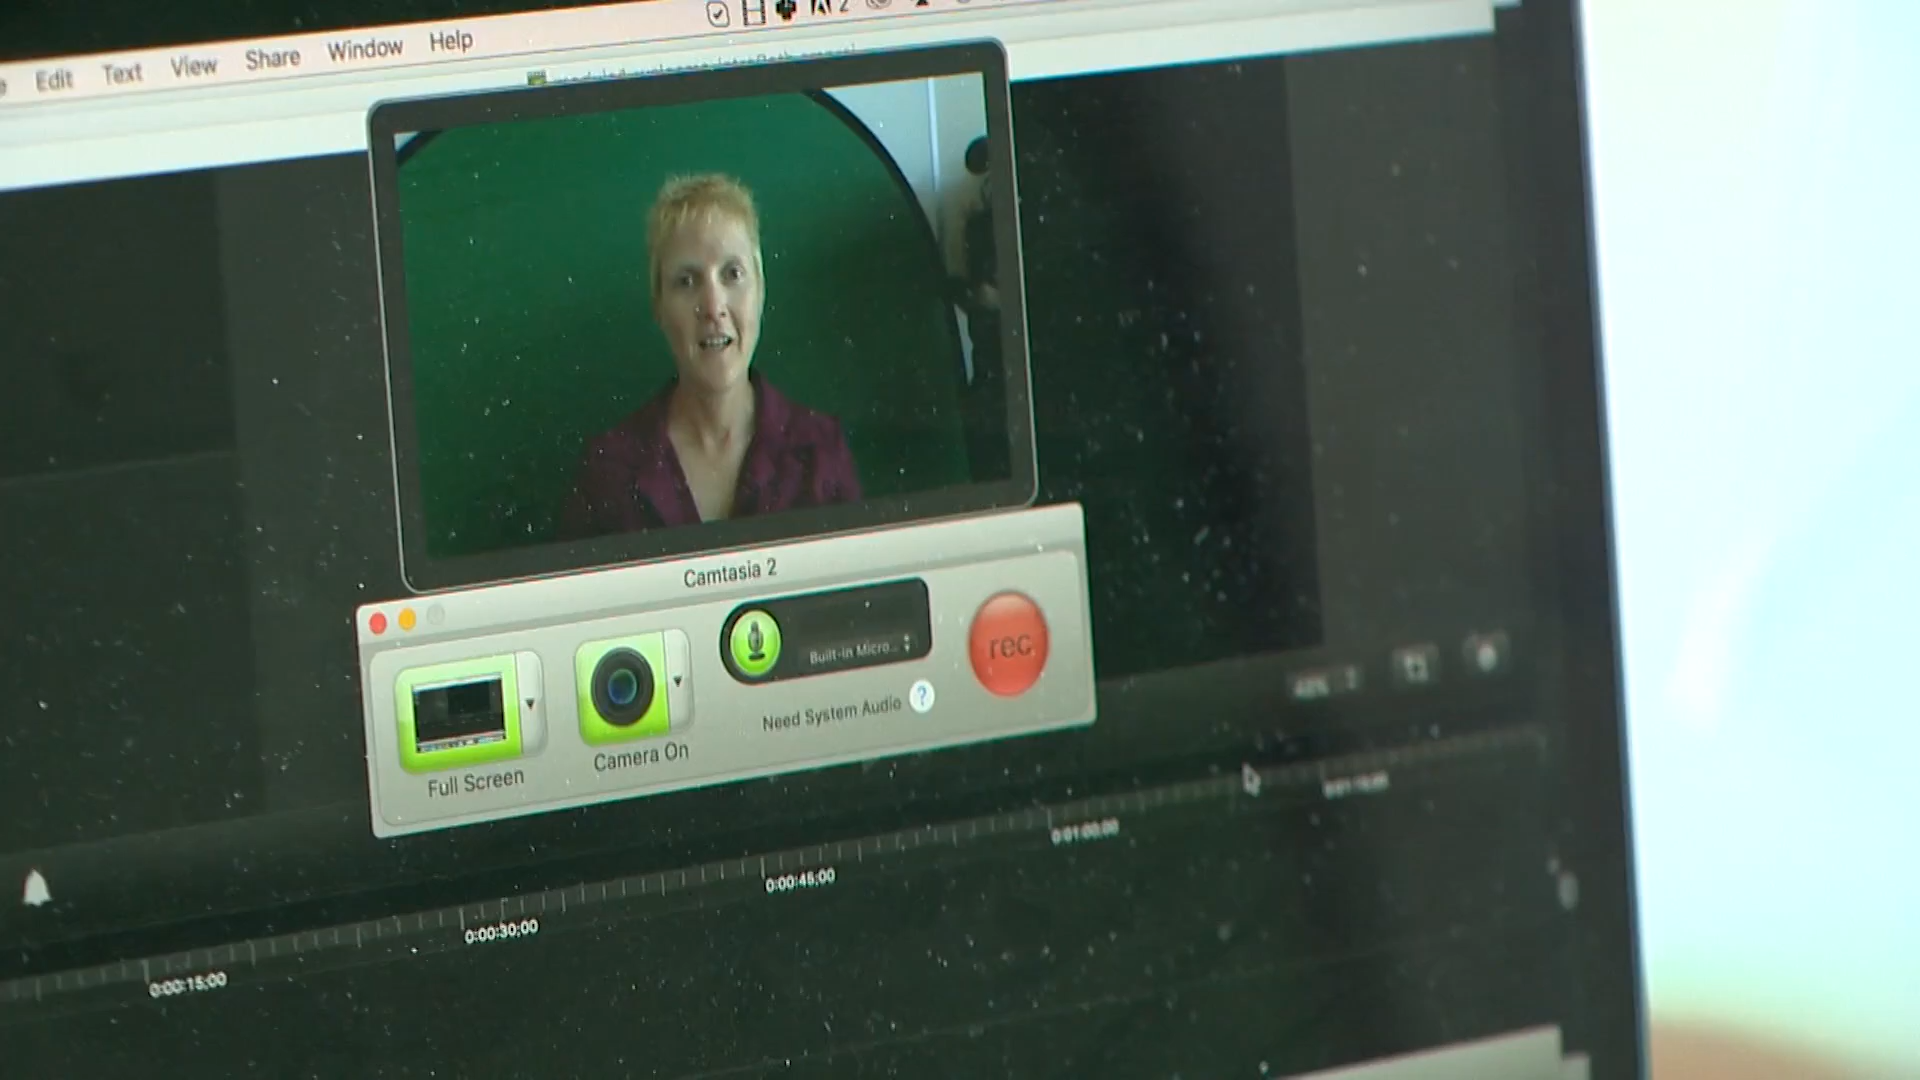 Edit Text View Share Window Help
Camtasia 2
Built-in Micro...
rec
Need System Audio ?
Full Screen
Camera On
0:01:00;00
0:00:45;00
0:00:30;00
0:00:15;00